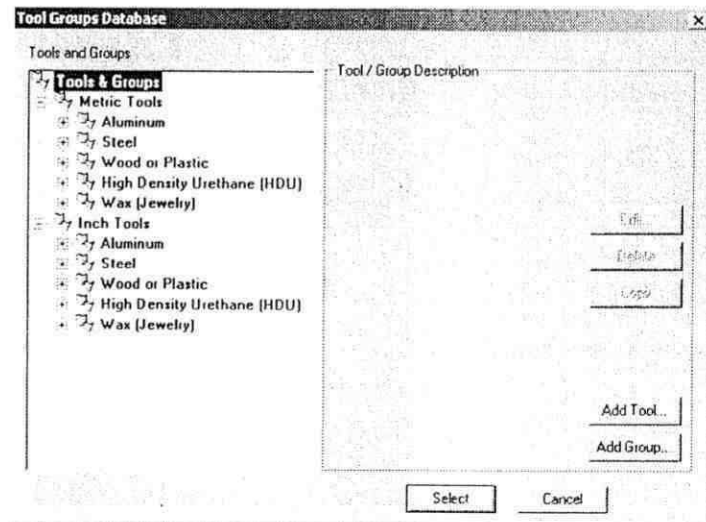 Tool Groups Database
Tools and Groups
Tools & Groups
Metric Tools
Aluminum
Steel
Wood or Plastic
High Density Urethane (HDU)
Wax (Jewelry)
Inch Tools
Aluminum
Steel
Wood or Plastic
High Density Urethane (HDU)
Wax (Jewelry)
Tool / Group Description
Edit...
Delete
Copy
Add Tool...
Add Group...
Select
Cancel